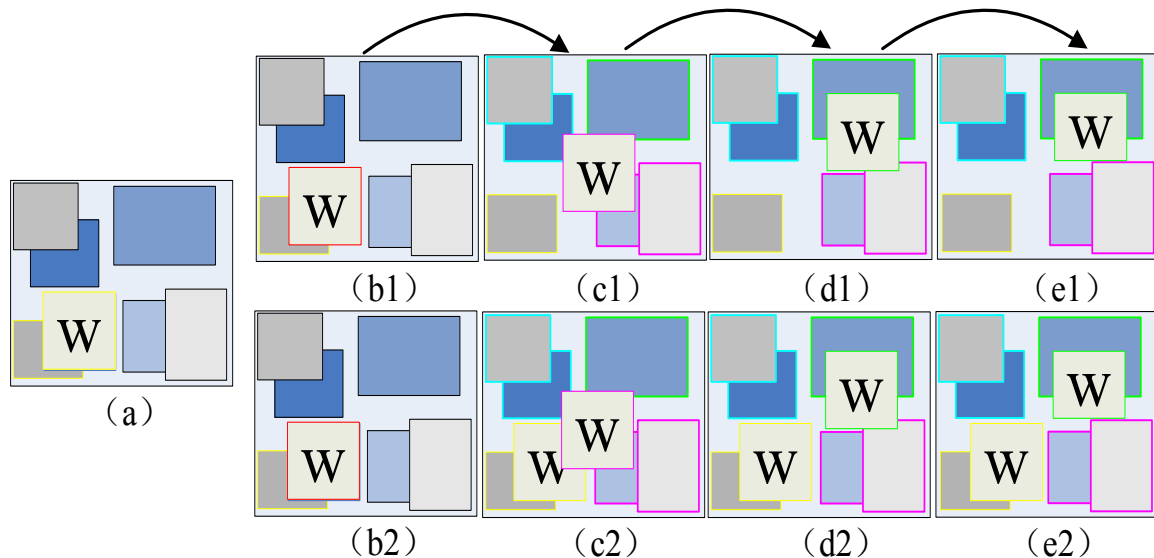 W W W W
（b1） （c1） （d1） （e1）
W
（a）
W W W W W W W
（b2） （c2） （d2） （e2）